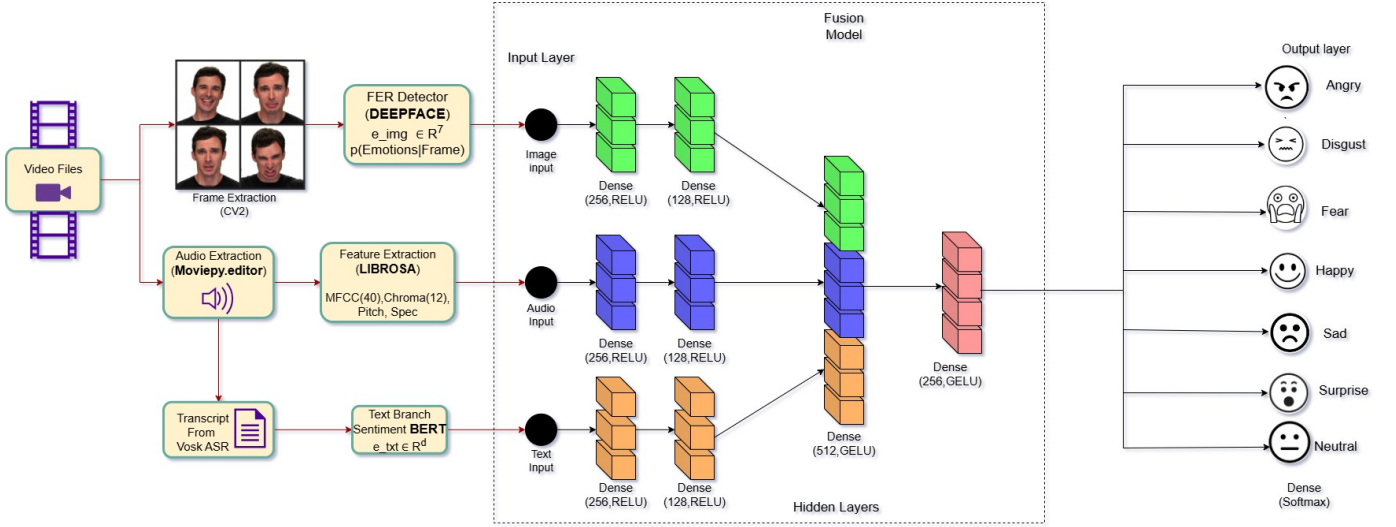 Video Files
Frame Extraction
(CV2)
FER Detector
(DEEPFACE)
e_img ∈ R⁷
p(Emotions|Frame)
Audio Extraction
(Moviepy.editor)
Feature Extraction
(LIBROSA)
MFCC(40),Chroma(12),
Pitch, Spec
Transcript
From
Vosk ASR
Text Branch
Sentiment BERT
e_txt ∈ Rᵈ
Fusion
Model
Input Layer
Image
input
Dense
(256,RELU)
Dense
(128,RELU)
Audio
Input
Dense
(256,RELU)
Dense
(128,RELU)
Text
Input
Dense
(256,RELU)
Dense
(128,RELU)
Dense
(512,GELU)
Dense
(256,GELU)
Hidden Layers
Output layer
Angry
Disgust
Fear
Happy
Sad
Surprise
Neutral
Dense
(Softmax)